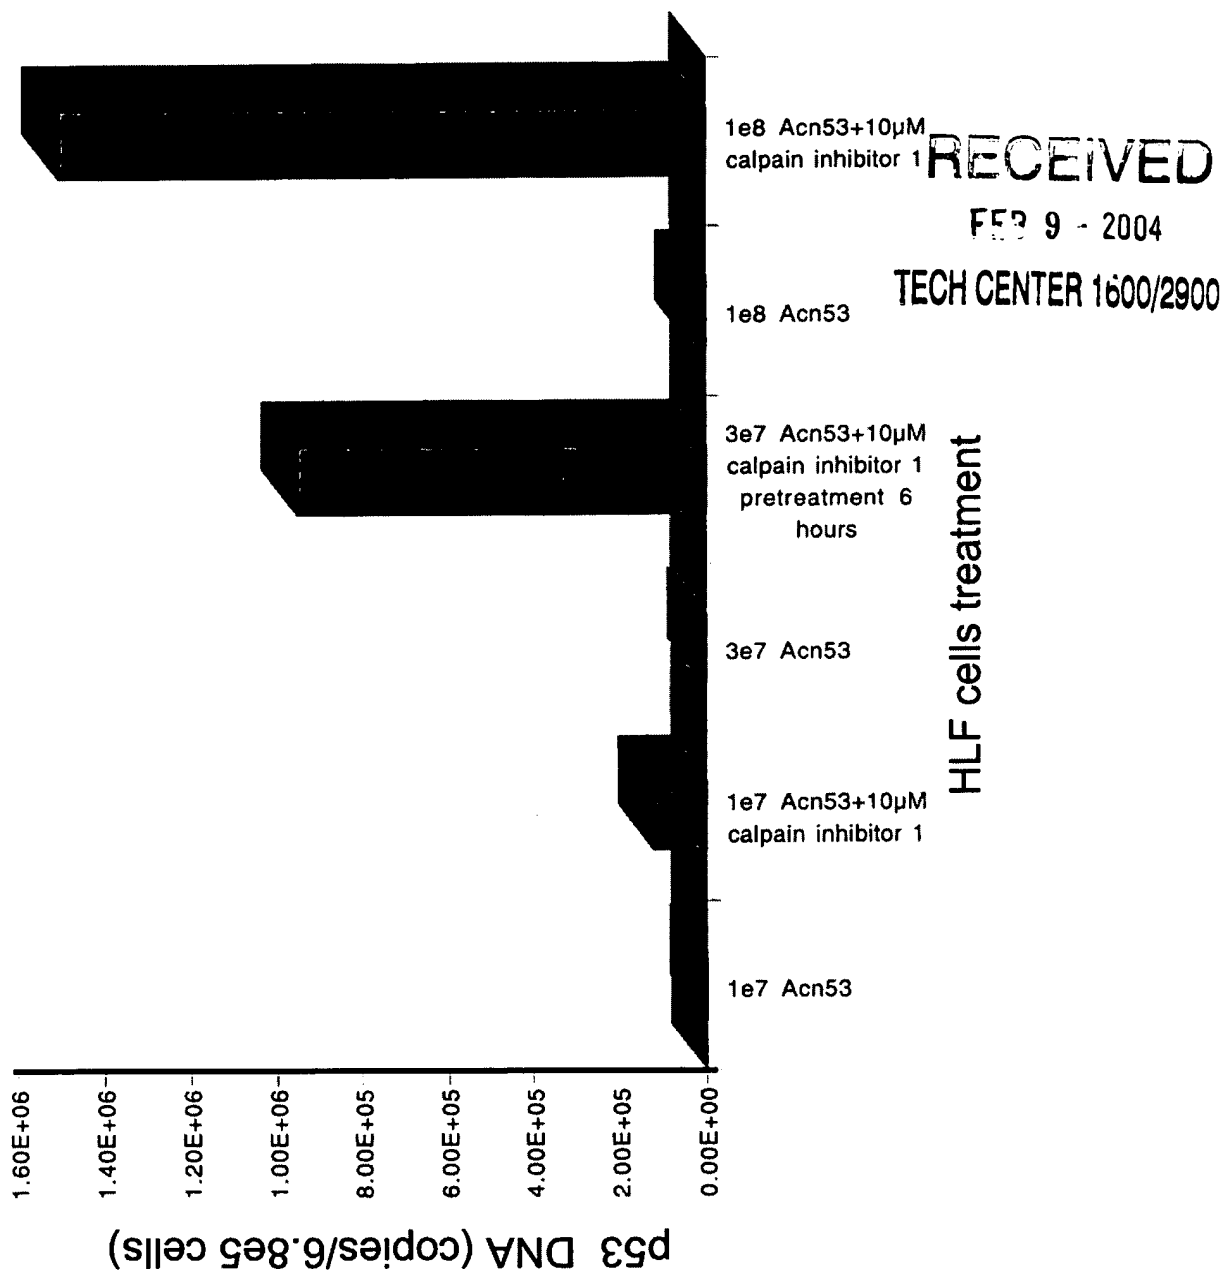 1e8 Acn53+10µM
calpain inhibitor 1
RECEIVED
FEB 9 - 2004
TECH CENTER 1600/2900
1e8 Acn53
3e7 Acn53+10µM
calpain inhibitor 1
pretreatment 6
hours
3e7 Acn53
1e7 Acn53+10µM
calpain inhibitor 1
1e7 Acn53
HLF cells treatment
1.60E+06
1.40E+06
1.20E+06
1.00E+06
8.00E+05
6.00E+05
4.00E+05
2.00E+05
0.00E+00
p53 DNA (copies/6.8e5 cells)